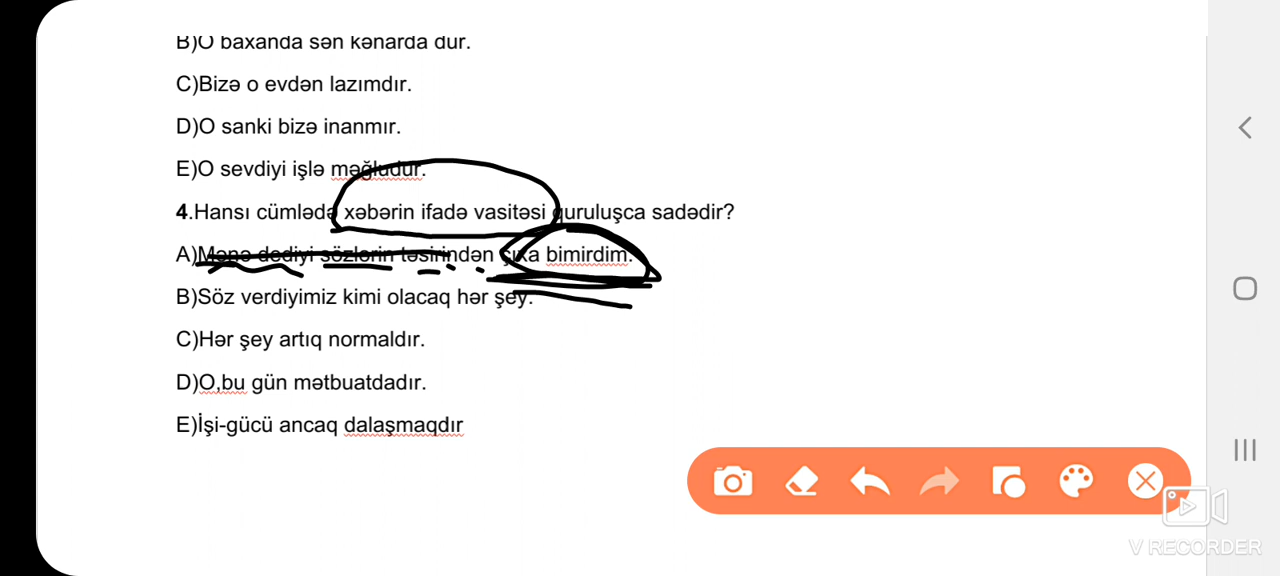 B)O baxanda sən kənarda dur.
C)Bizə o evdən lazımdır.
D)O sanki bizə inanmır.
E)O sevdiyi işlə məğludur.
4.Hansı cümlədə xəbərin ifadə vasitəsi quruluşca sadədir?
A)Mənə dediyi sözlərin təsirindən çıxa bimirdim.
B)Söz verdiyimiz kimi olacaq hər şey.
C)Hər şey artıq normaldır.
D)O,bu gün mətbuatdadır.
E)İşi-gücü ancaq dalaşmaqdır
V RECORDER